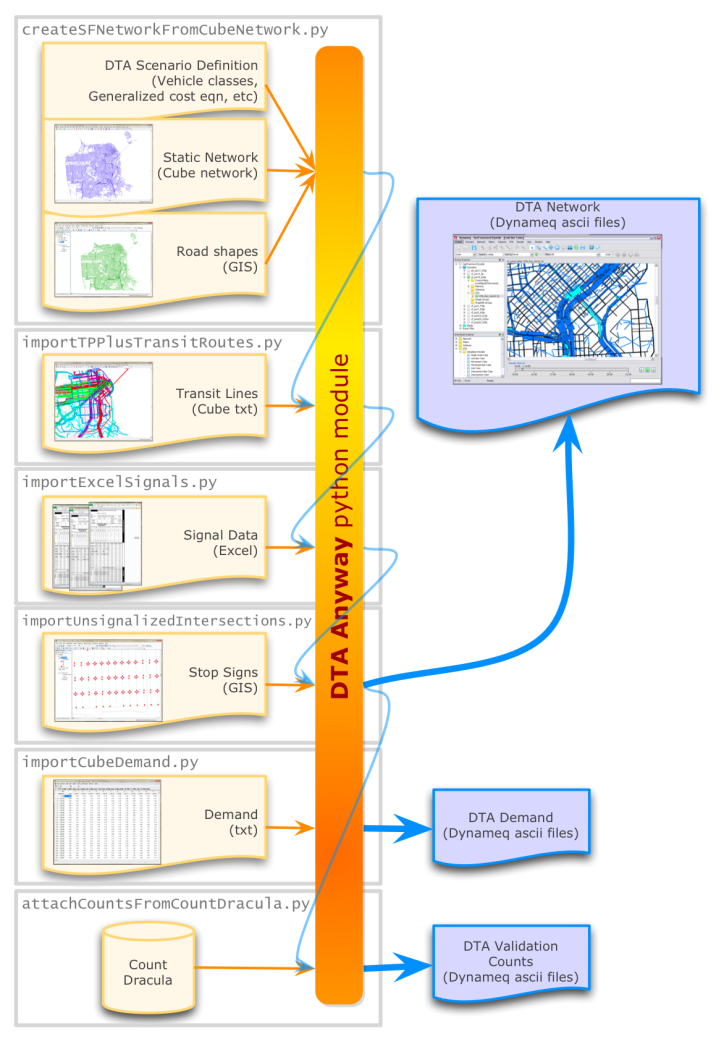 createSFNetworkFromCubeNetwork.py
DTA Scenario Definition
(Vehicle classes,
Generalized cost eqn, etc)
Static Network
(Cube network)
Road shapes
(GIS)
importTPPlusTransitRoutes.py
Transit Lines
(Cube txt)
importExcelSignals.py
Signal Data
(Excel)
importUnsignalizedIntersections.py
Stop Signs
(GIS)
importCubeDemand.py
Demand
(txt)
attachCountsFromCountDracula.py
Count
Dracula
DTA Anyway python module
DTA Network
(Dynameq ascii files)
DTA Demand
(Dynameq ascii files)
DTA Validation
Counts
(Dynameq ascii files)